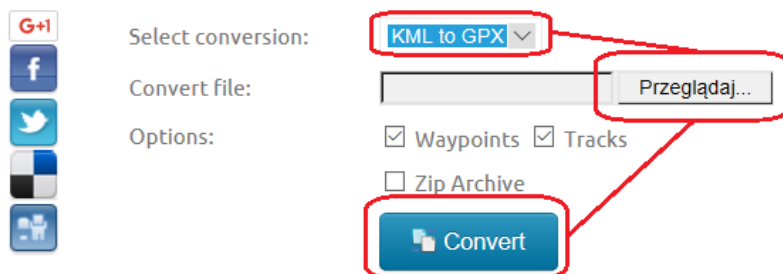 G+1
Select conversion: KML to GPX
f
Convert file: Przeglądaj...
Options: Waypoints Tracks
Zip Archive
Convert